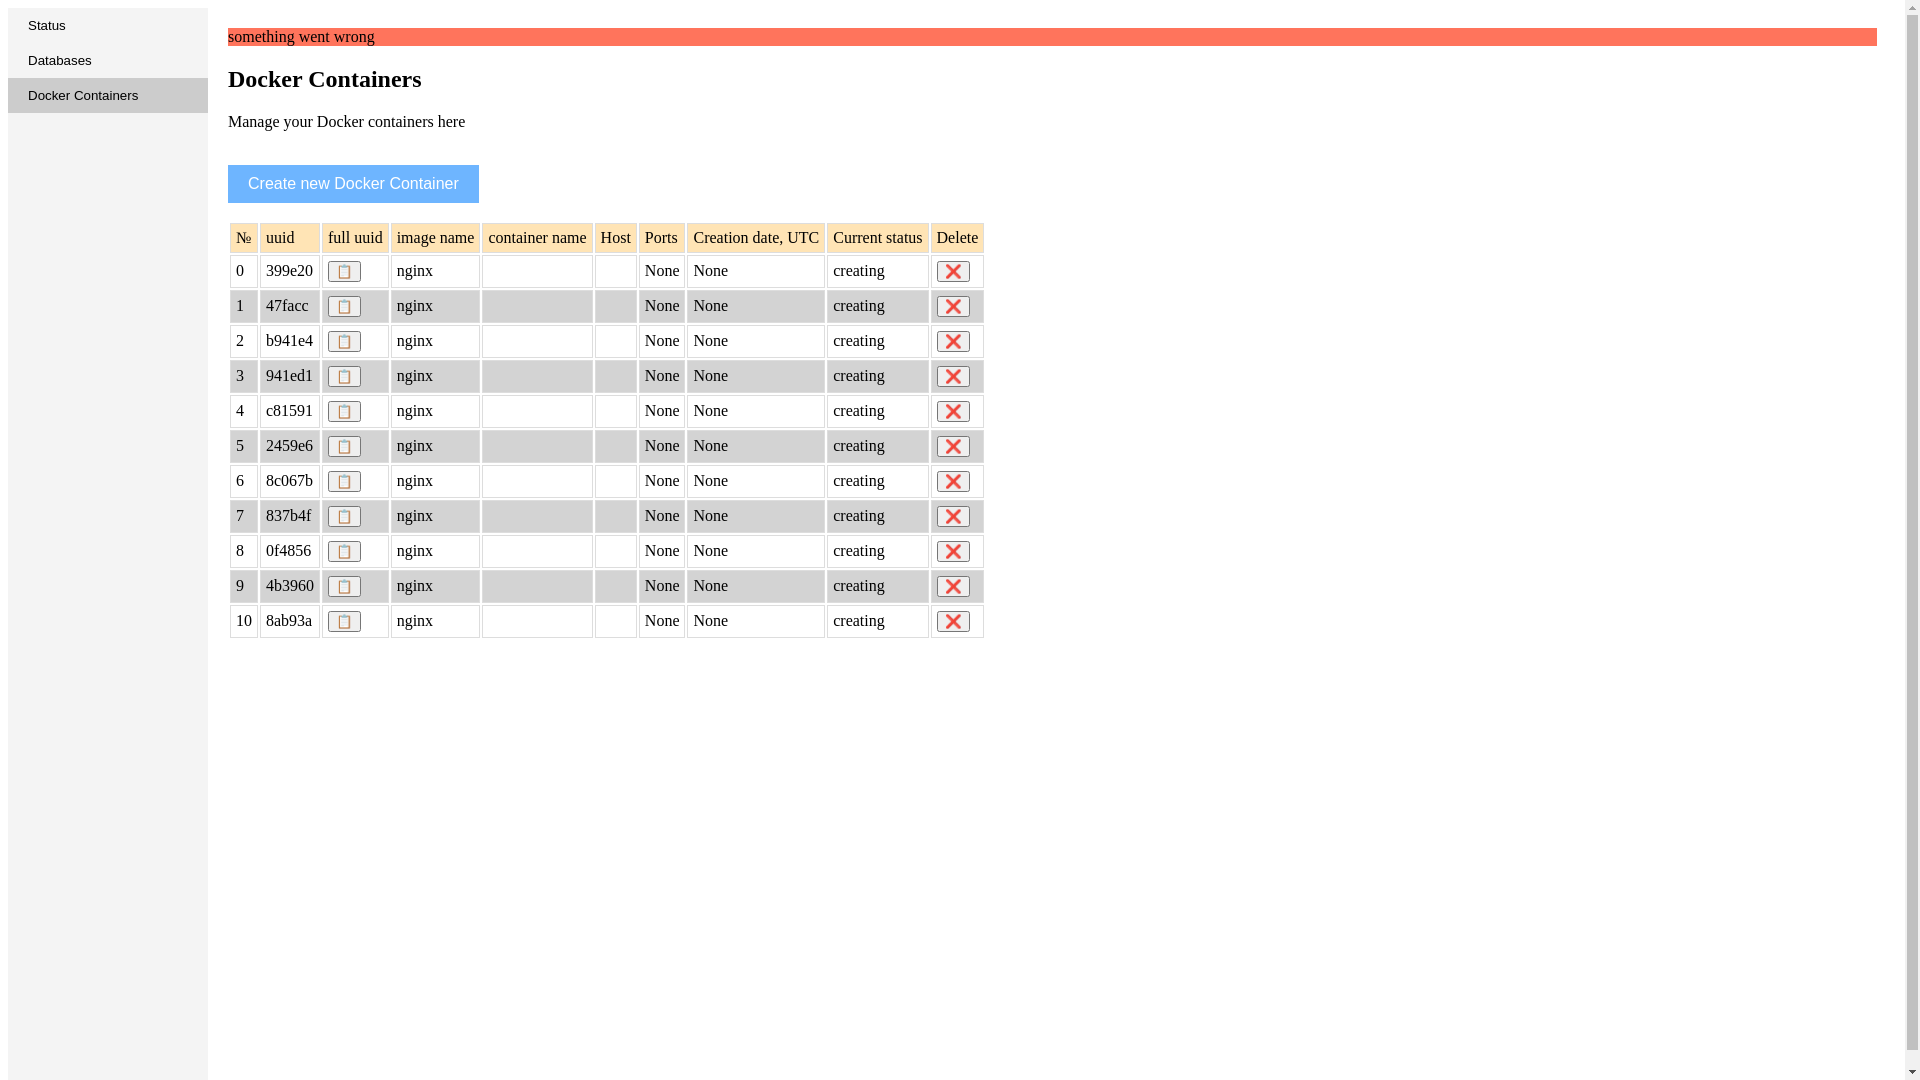 Status
Databases
Docker Containers
something went wrong
Docker Containers
Manage your Docker containers here
Create new Docker Container
№ uuid full uuid image name container name Host Ports Creation date, UTC Current status Delete
0 399e20 📋 nginx None None creating ❌
1 47facc 📋 nginx None None creating ❌
2 b941e4 📋 nginx None None creating ❌
3 941ed1 📋 nginx None None creating ❌
4 c81591 📋 nginx None None creating ❌
5 2459e6 📋 nginx None None creating ❌
6 8c067b 📋 nginx None None creating ❌
7 837b4f 📋 nginx None None creating ❌
8 0f4856 📋 nginx None None creating ❌
9 4b3960 📋 nginx None None creating ❌
10 8ab93a 📋 nginx None None creating ❌